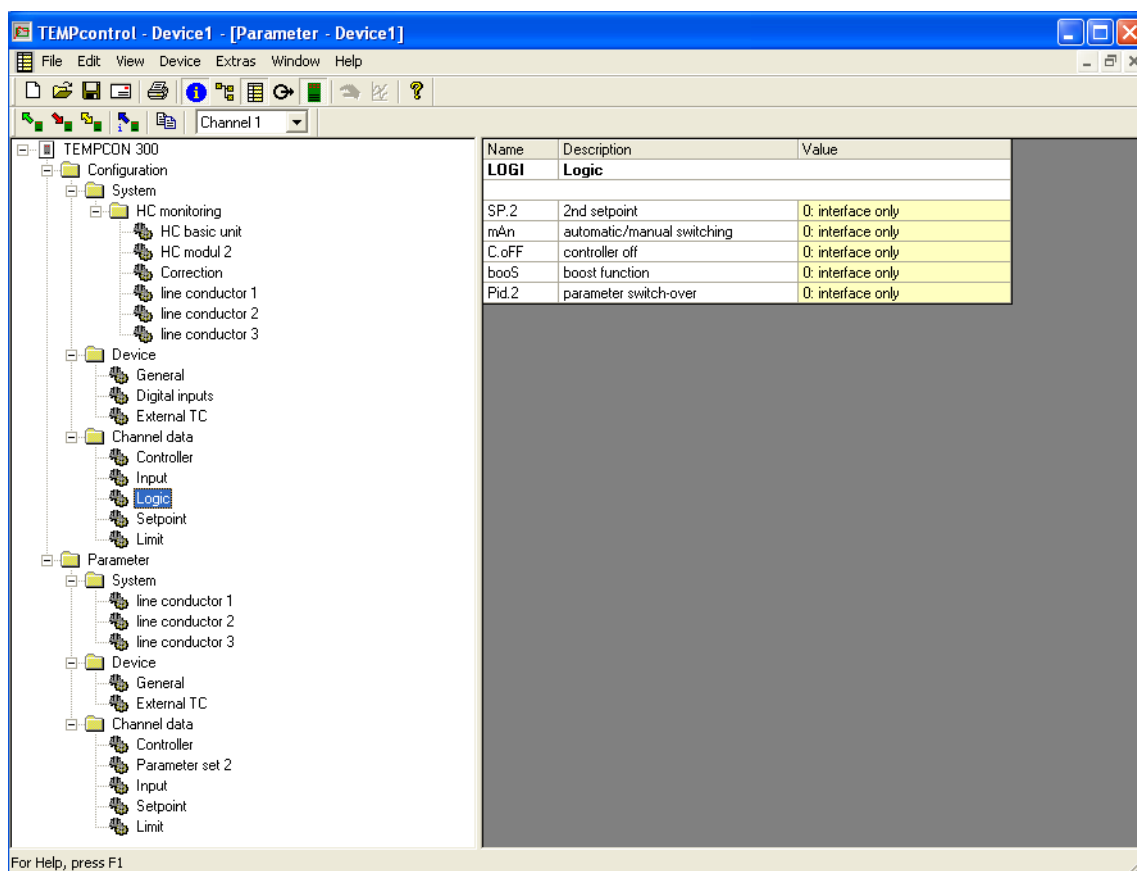 TEMPcontrol - Device1 - [Parameter - Device1]
File Edit View Device Extras Window Help
Channel 1
TEMPCON 300
Configuration
System
HC monitoring
HC basic unit
HC modul 2
Correction
line conductor 1
line conductor 2
line conductor 3
Device
General
Digital inputs
External TC
Channel data
Controller
Input
Logic
Setpoint
Limit
Parameter
System
line conductor 1
line conductor 2
line conductor 3
Device
General
External TC
Channel data
Controller
Parameter set 2
Input
Setpoint
Limit
Name Description Value
LOGI Logic
SP.2 2nd setpoint 0: interface only
mAn automatic/manual switching 0: interface only
C.oFF controller off 0: interface only
booS boost function 0: interface only
Pid.2 parameter switch-over 0: interface only
For Help, press F1